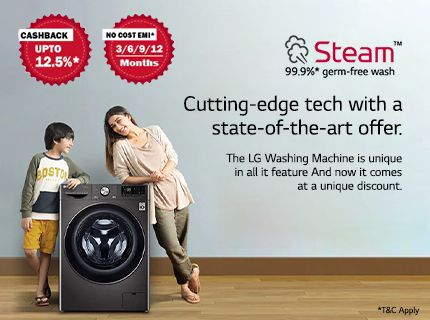 CASHBACK
UPTO
12.5%*
NO COST EMI*
3/6/9/12
Months
Steam™
99.9%* germ-free wash
Cutting-edge tech with a
state-of-the-art offer.
The LG Washing Machine is unique
in all it feature And now it comes
at a unique discount.
BOSTO
*T&C Apply